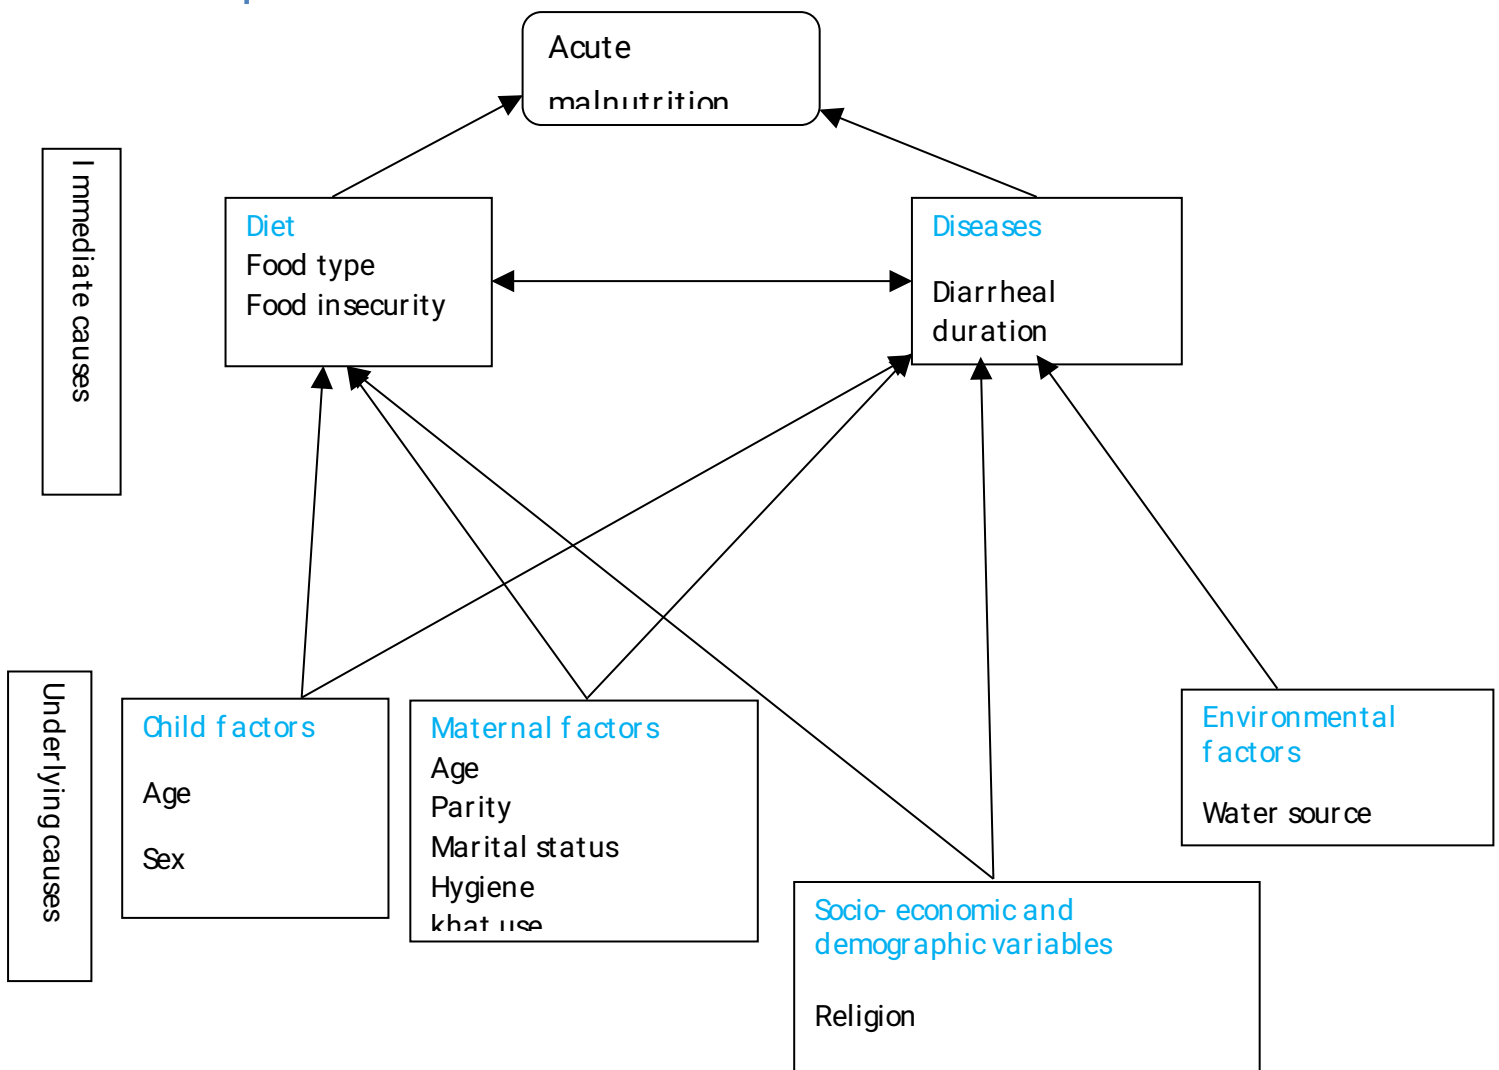 Acute
malnutrition
Immediate causes
Diet
Food type
Food insecurity
Diseases
Diarrheal
duration
Underlying causes
Child factors
Age
Sex
Maternal factors
Age
Parity
Marital status
Hygiene
khat use
Environmental
factors
Water source
Socio- economic and
demographic variables
Religion